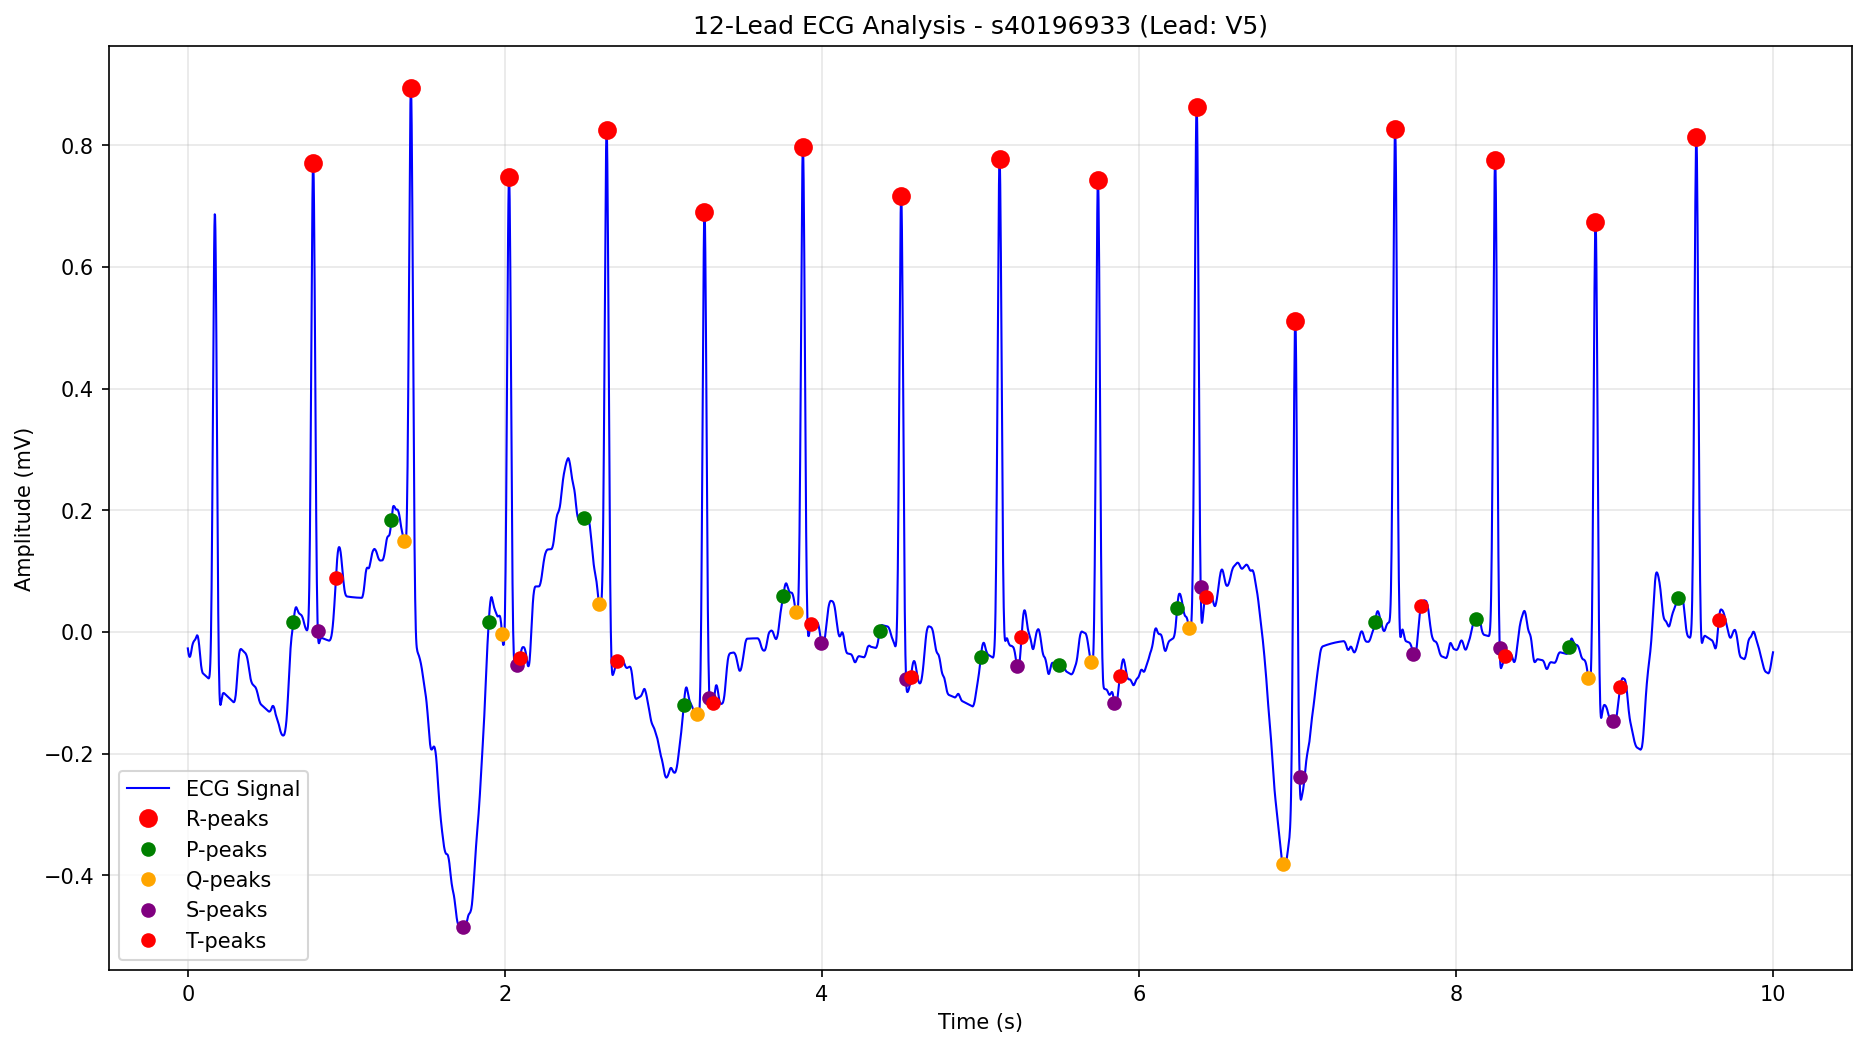 12-Lead ECG Analysis - s40196933 (Lead: V5)
Amplitude (mV)
0.8
0.6
0.4
0.2
0.0
−0.2
−0.4
ECG Signal
R-peaks
P-peaks
Q-peaks
S-peaks
T-peaks
0 2 4 6 8 10
Time (s)